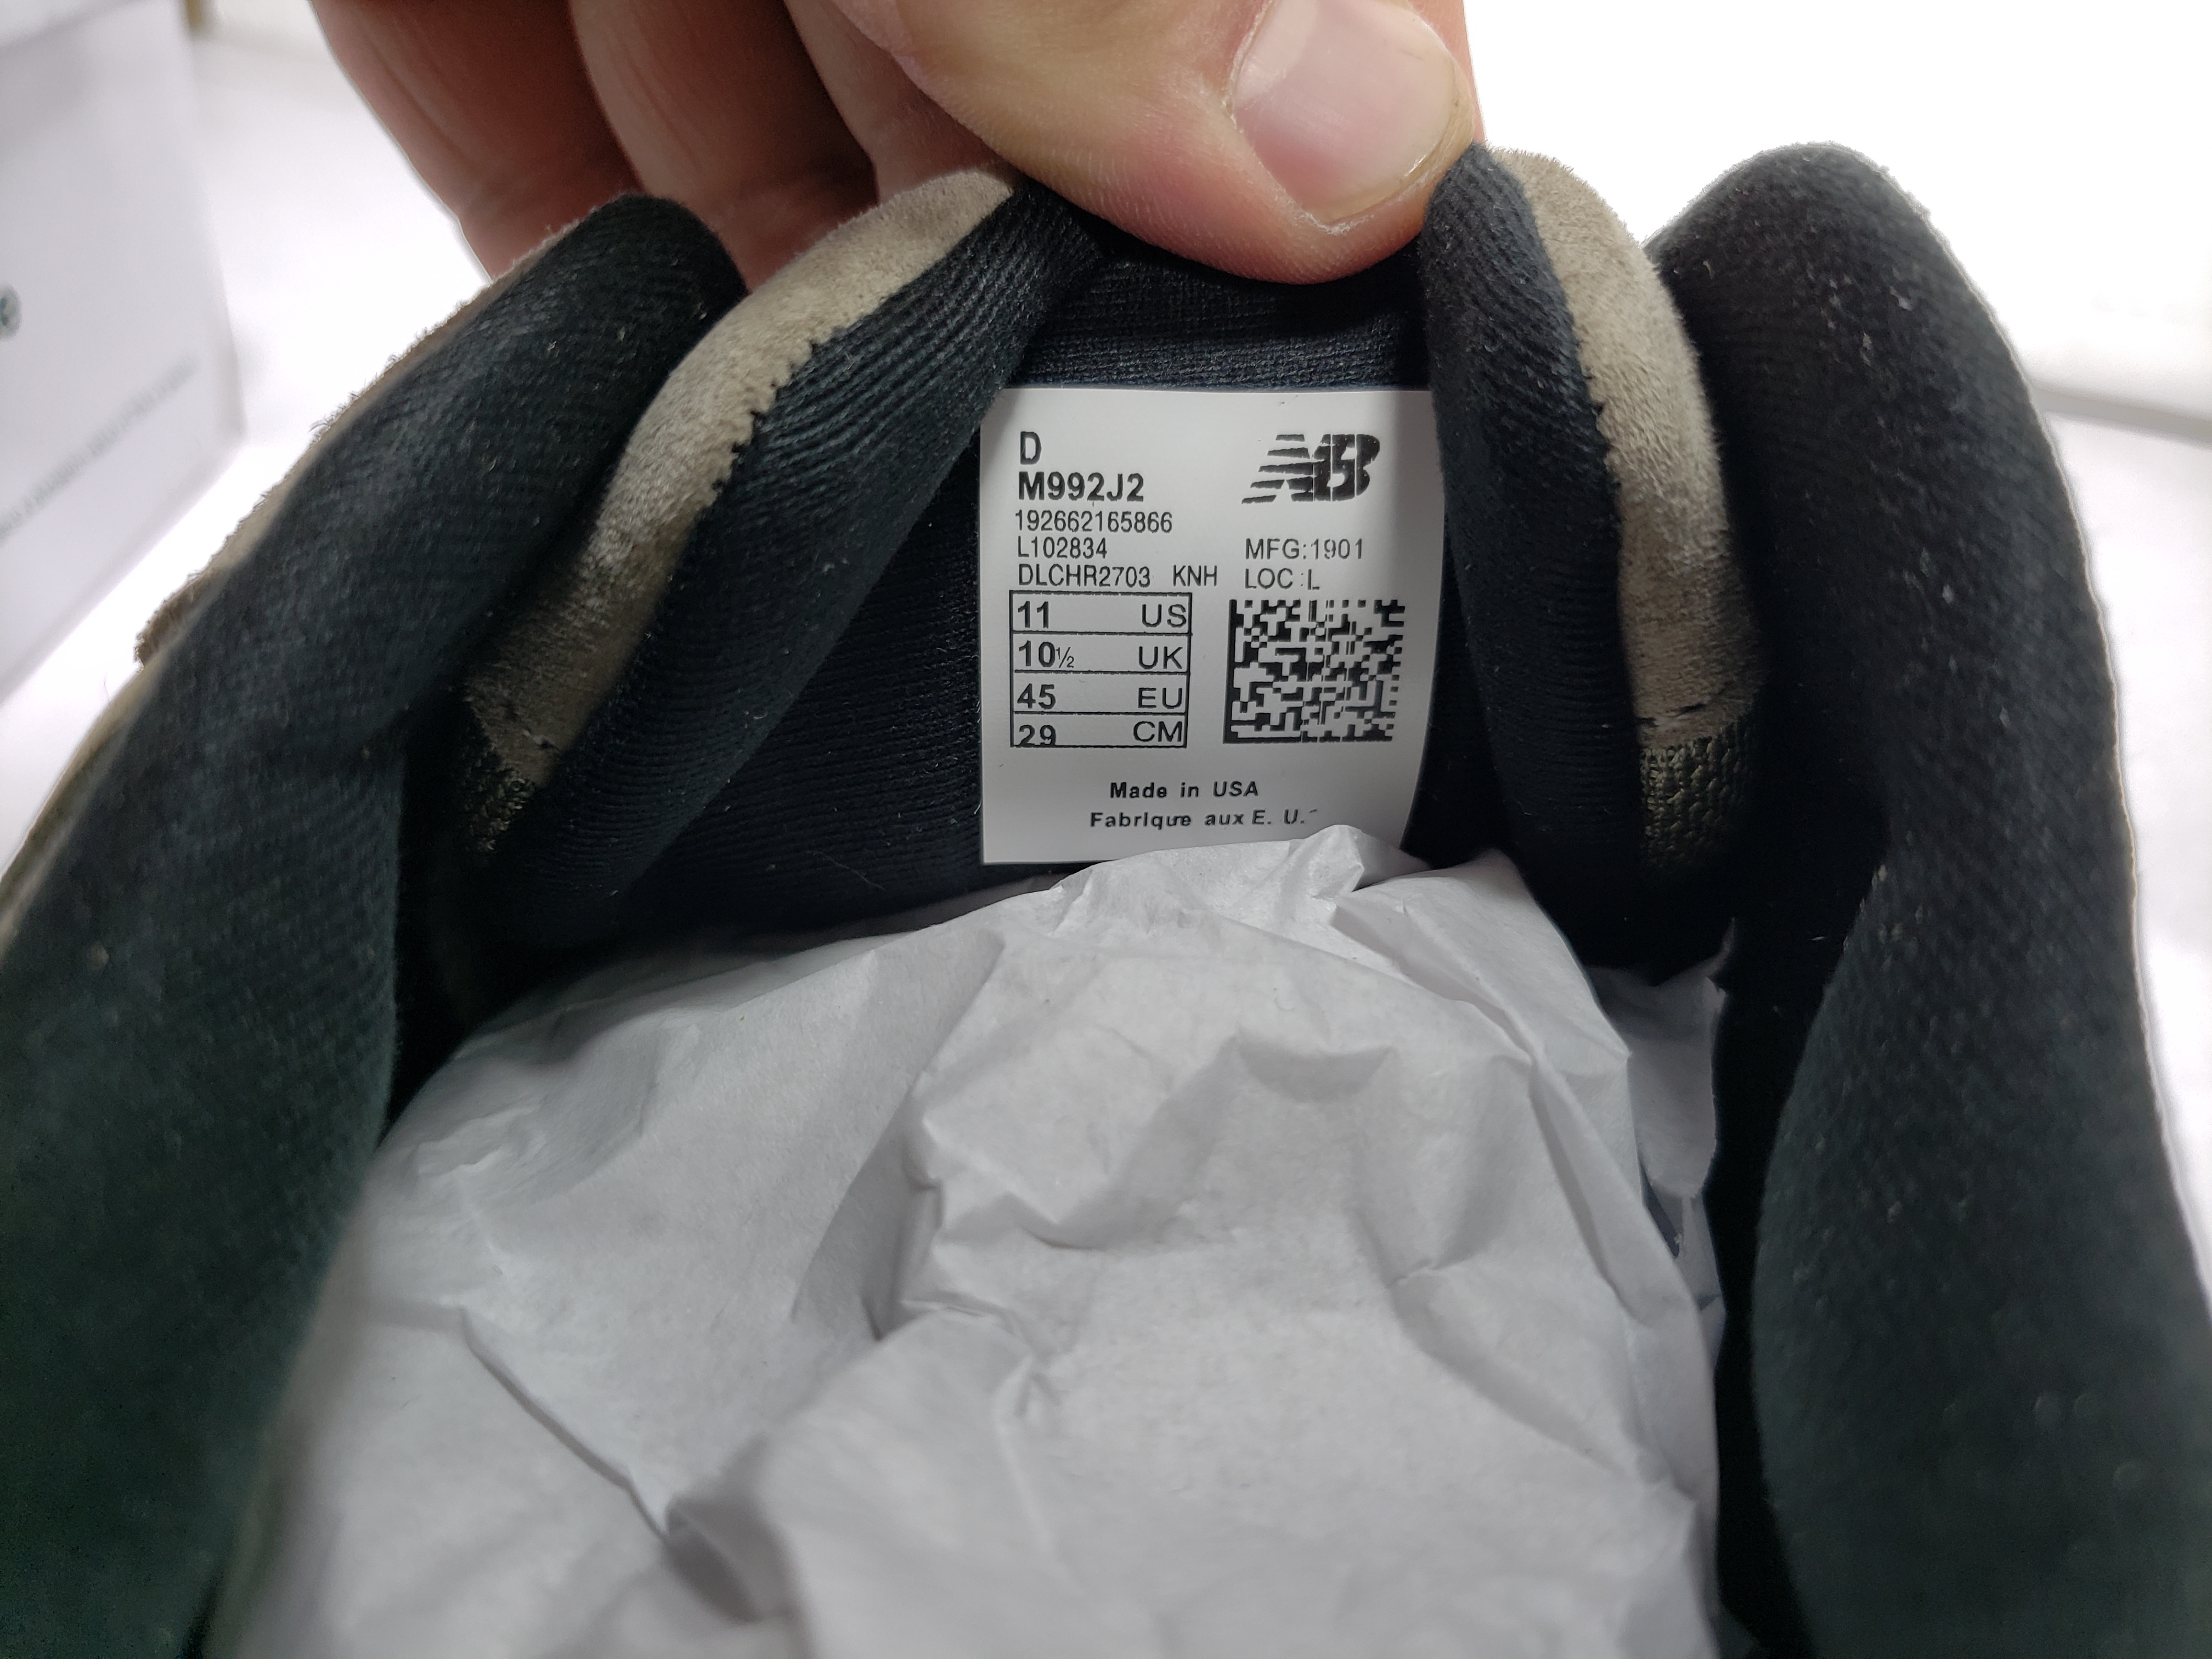 D
M992J2
192662165866
L102834
MFG:1901
DLCHR2703 KNH
LOC:L
11 US
10½ UK
45 EU
29 CM
Made in USA
Fabrique aux E. U.